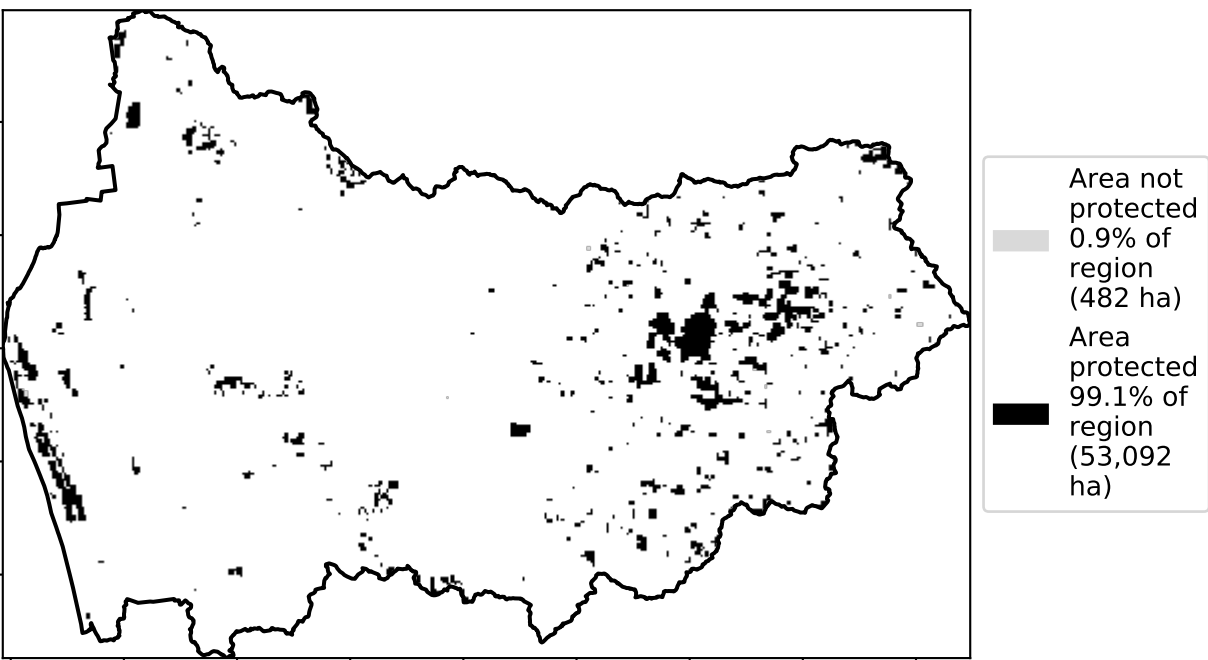 Area not
protected
0.9% of
region
(482 ha)
Area
protected
99.1% of
region
(53,092
ha)